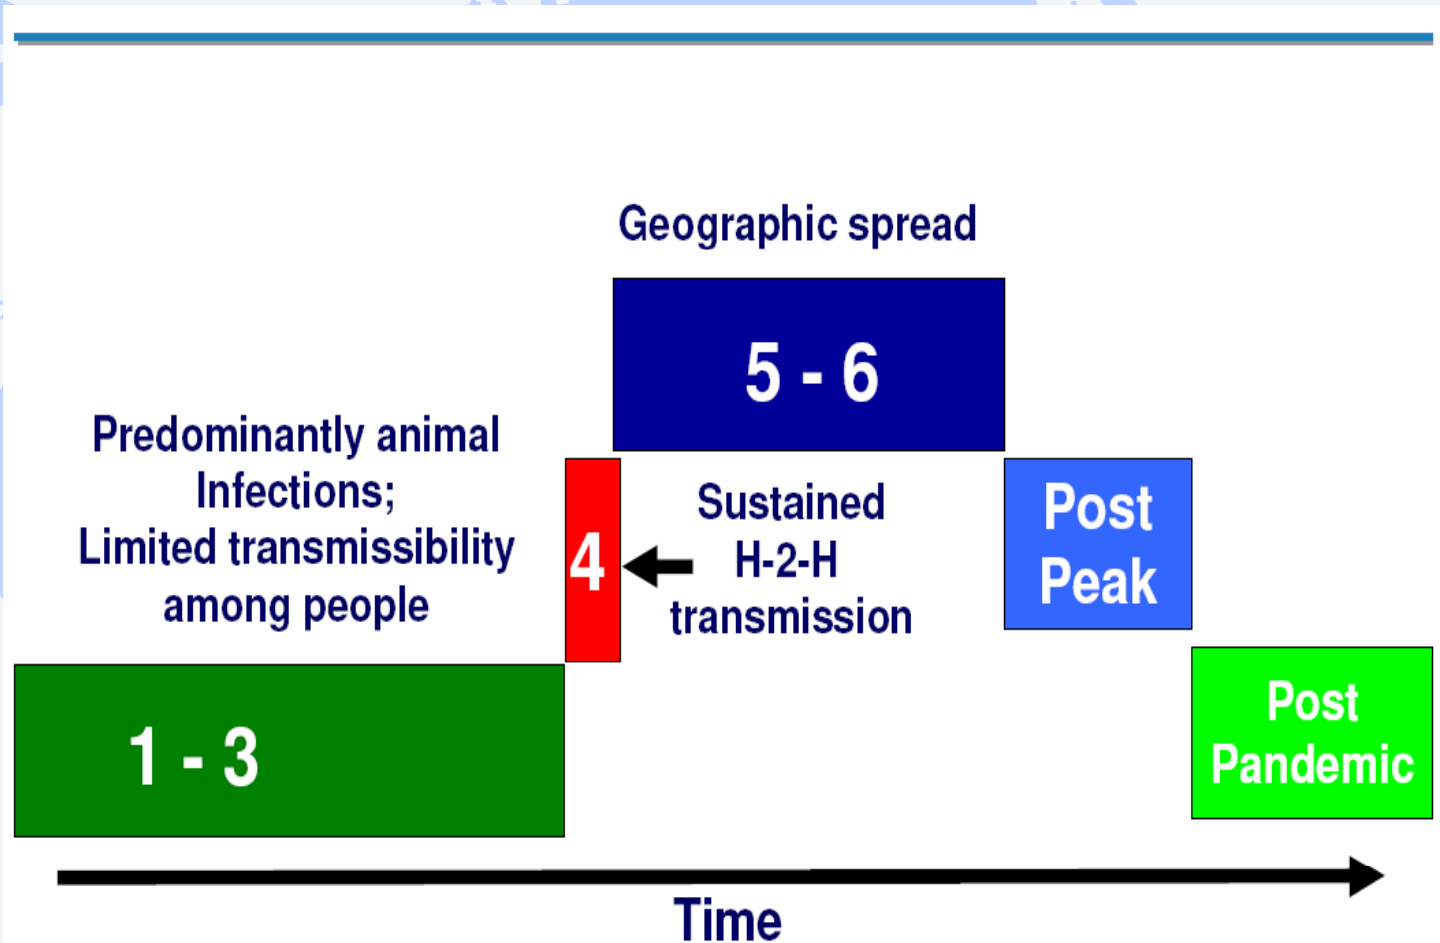 Geographic spread
5 - 6
Predominantly animal
Infections;
Limited transmissibility
among people
4
Sustained
H-2-H
transmission
Post
Peak
1 - 3
Post
Pandemic
Time